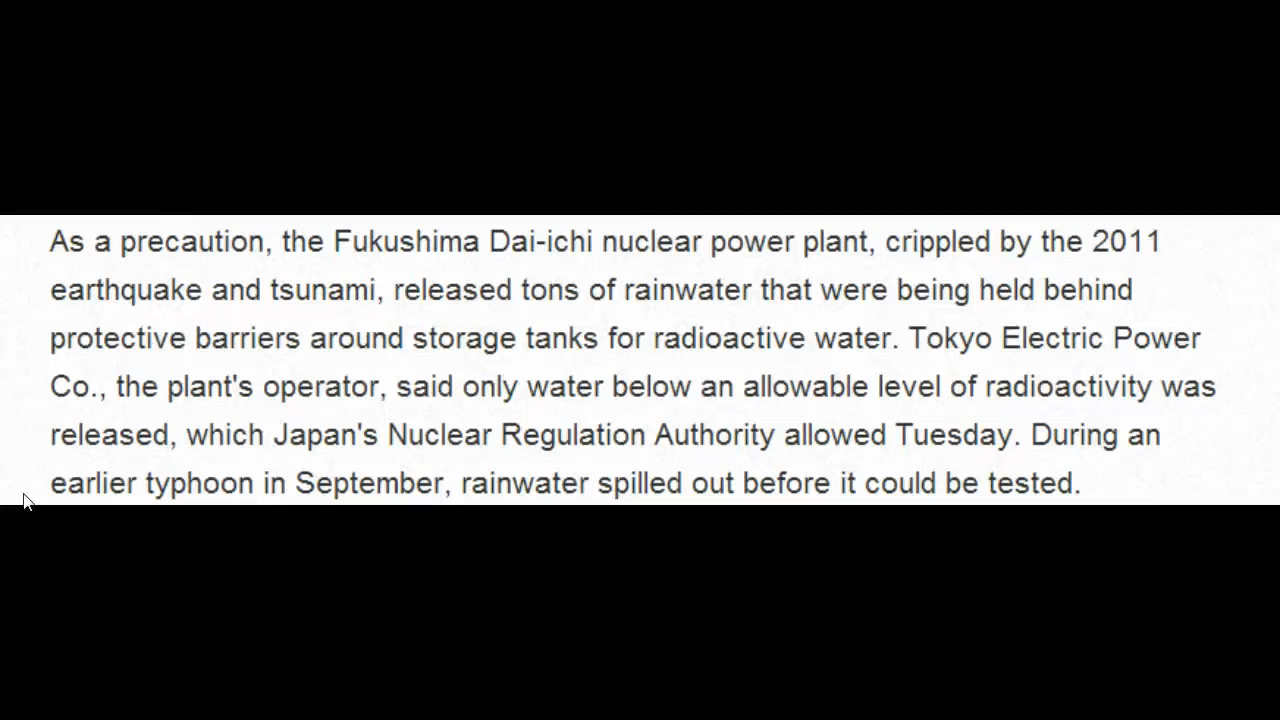 As a precaution, the Fukushima Dai-ichi nuclear power plant, crippled by the 2011
earthquake and tsunami, released tons of rainwater that were being held behind
protective barriers around storage tanks for radioactive water. Tokyo Electric Power
Co., the plant's operator, said only water below an allowable level of radioactivity was
released, which Japan's Nuclear Regulation Authority allowed Tuesday. During an
earlier typhoon in September, rainwater spilled out before it could be tested.